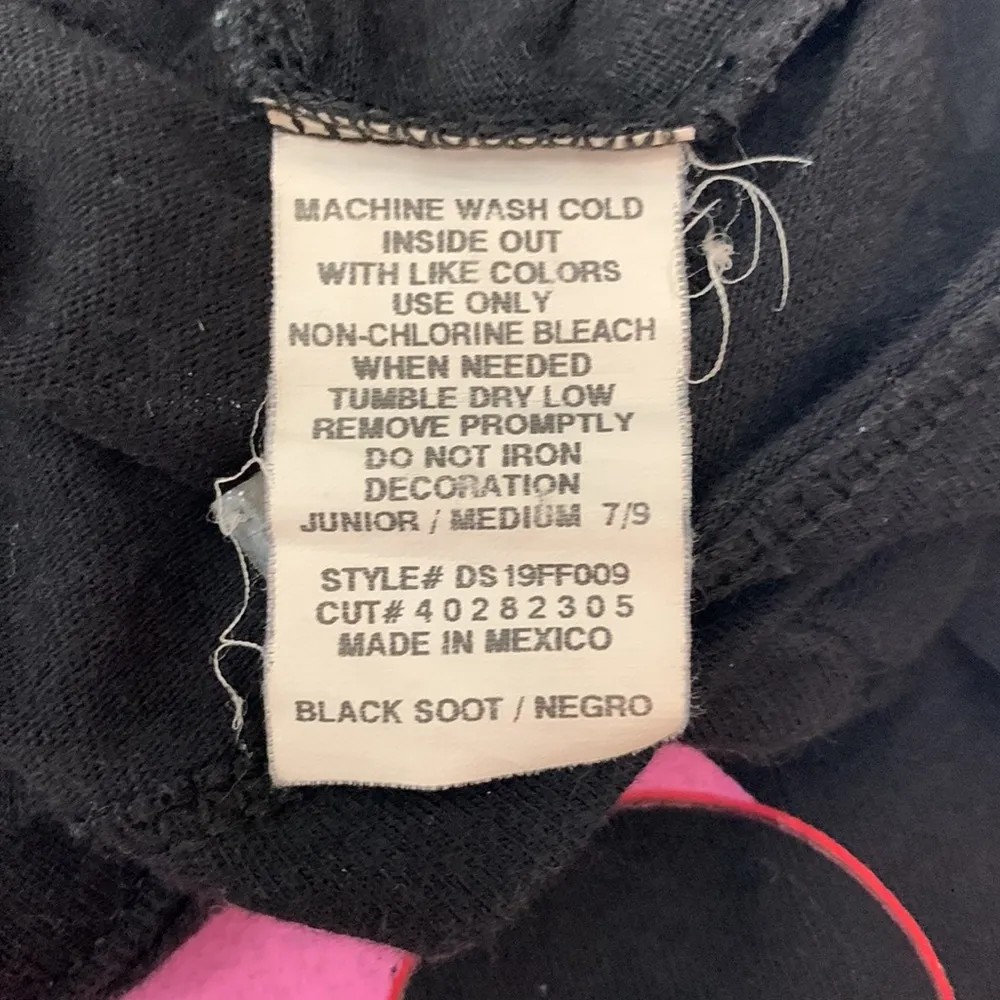 MACHINE WASH COLD
INSIDE OUT
WITH LIKE COLORS
USE ONLY
NON-CHLORINE BLEACH
WHEN NEEDED
TUMBLE DRY LOW
REMOVE PROMPTLY
DO NOT IRON
DECORATION
JUNIOR / MEDIUM 7/9
STYLE# DS19FF009
CUT# 40282305
MADE IN MEXICO
BLACK SOOT / NEGRO